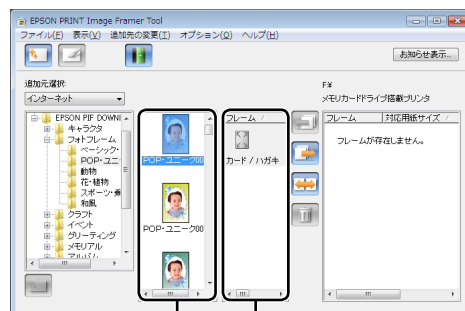 EPSON PRINT Image Framer Tool
ファイル(F) 表示(V) 追加先の変更(T) オプション(O) ヘルプ(H)
お知らせ表示...
追加元選択:
インターネット
F:¥
メモリカードドライブ搭載プリンタ
EPSON PIF DOWNL
キャラクタ
フォトフレーム
ベーシック・
POP・ユニー
動物
花・植物
スポーツ・乗
和風
クラフト
イベント
グリーティング
メモリアル
アルバム
POP・ユニーク00
POP・ユニーク00
フレーム
カード / ハガキ
フレーム
対応用紙サイズ
フレームが存在しません。